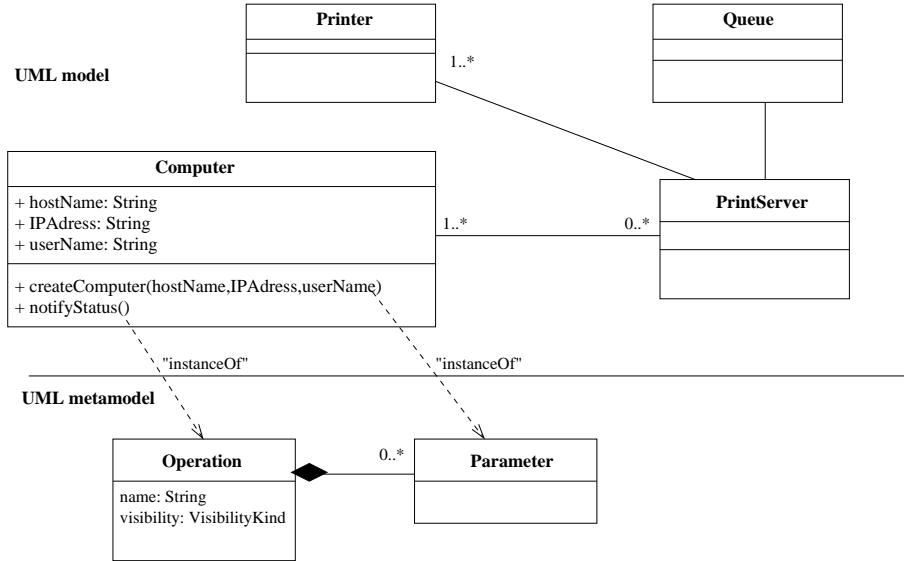 Printer
Queue
UML model
1..*
Computer
+ hostName: String
+ IPAdress: String
+ userName: String
+ createComputer(hostName,IPAdress,userName)
+ notifyStatus()
1..*
0..*
PrintServer
"instanceOf"
"instanceOf"
UML metamodel
Operation
name: String
visibility: VisibilityKind
0..*
Parameter